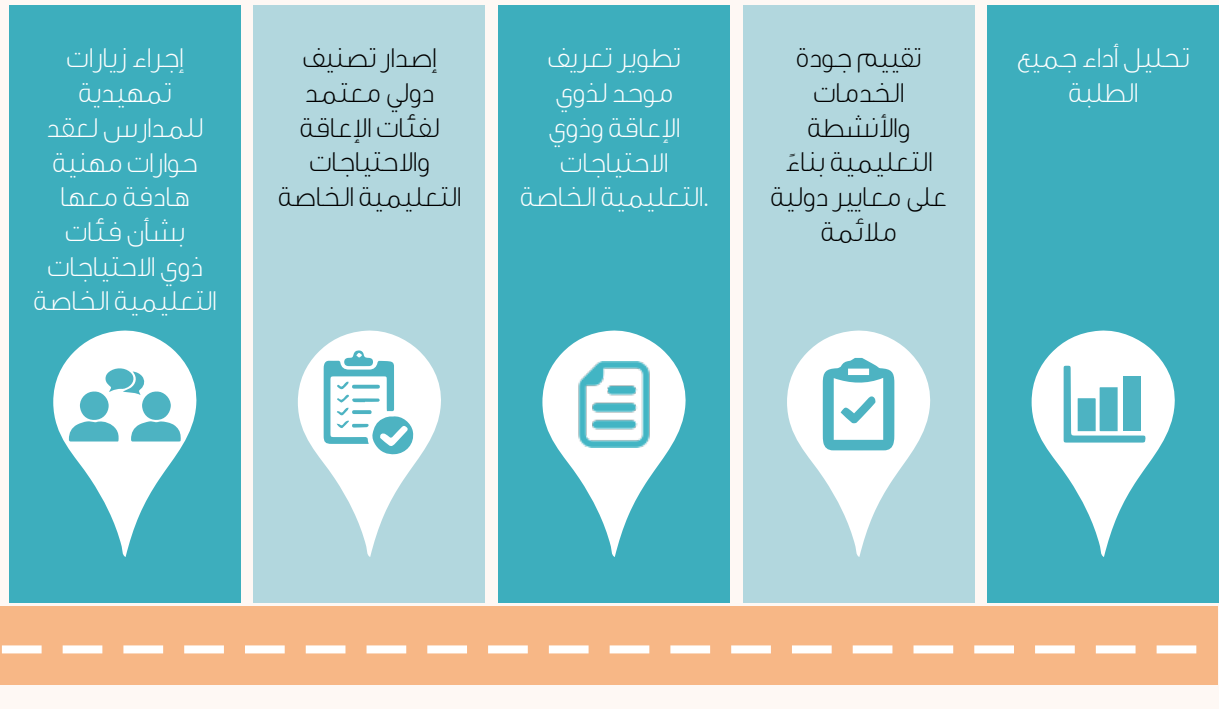 تحليل أداء جميع
الطلبة
تقييم جودة
الخدمات
والأنشطة
التعليمية بناءً
على معايير دولية
ملائمة
تطوير تعريف
موحد لذوي
الإعاقة وذوي
الاحتياجات
التعليمية الخاصة.
إصدار تصنيف
دولي معتمد
لفئات الإعاقة
والاحتياجات
التعليمية الخاصة
إجراء زيارات
تمهيدية
للمدارس لعقد
حوارات مهنية
هادفة معها
بشأن فئات
ذوي الاحتياجات
التعليمية الخاصة